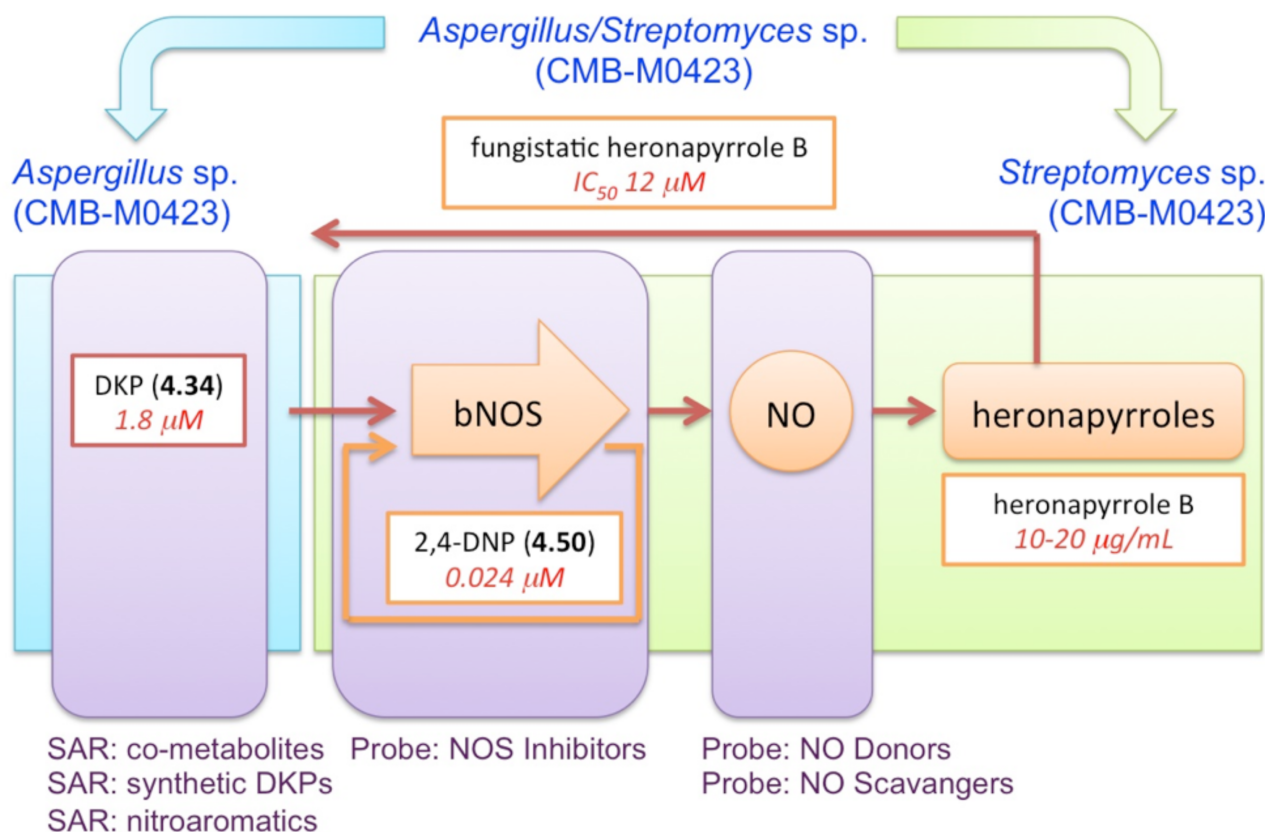 Aspergillus/Streptomyces sp.
(CMB-M0423)
fungistatic heronapyrrole B
IC50 12 μM
Aspergillus sp.
(CMB-M0423)
Streptomyces sp.
(CMB-M0423)
DKP (4.34)
1.8 μM
bNOS
NO
heronapyrroles
2,4-DNP (4.50)
0.024 μM
heronapyrrole B
10-20 μg/mL
SAR: co-metabolites
SAR: synthetic DKPs
SAR: nitroaromatics
Probe: NOS Inhibitors
Probe: NO Donors
Probe: NO Scavangers